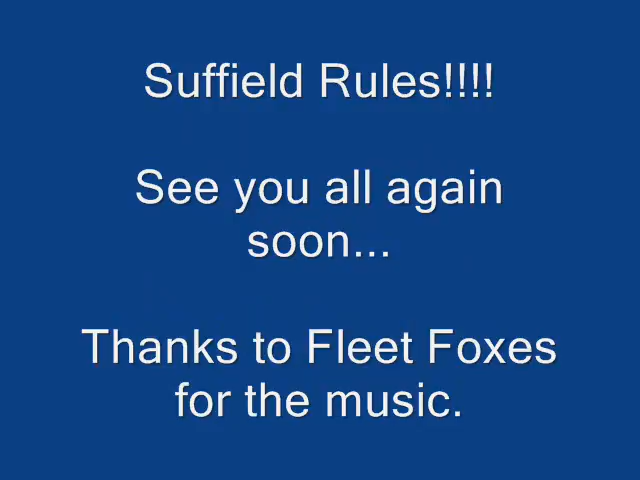 Suffield Rules!!!!
See you all again
soon...
Thanks to Fleet Foxes
for the music.